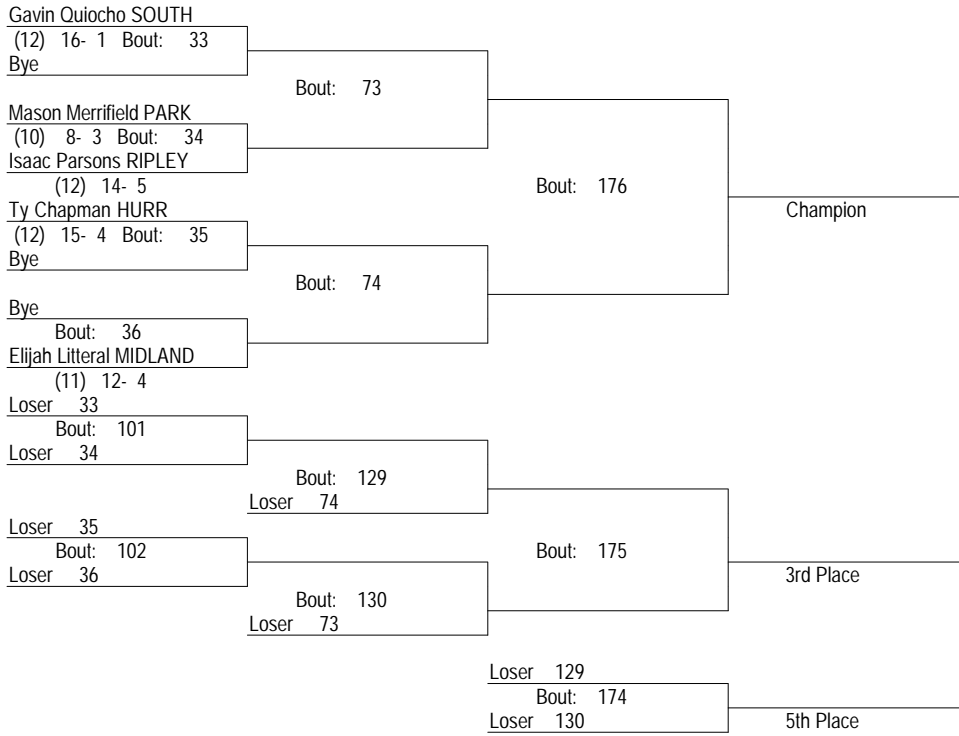 Gavin Quiocho SOUTH
(12) 16- 1 Bout: 33
Bye
Bout: 73
Mason Merrifield PARK
(10) 8- 3 Bout: 34
Isaac Parsons RIPLEY
(12) 14- 5
Bout: 176
Ty Chapman HURR
Champion
(12) 15- 4 Bout: 35
Bye
Bout: 74
Bye
Bout: 36
Elijah Litteral MIDLAND
(11) 12- 4
Loser 33
Bout: 101
Loser 34
Bout: 129
Loser 74
Loser 35
Bout: 102
Bout: 175
Loser 36
3rd Place
Bout: 130
Loser 73
Loser 129
Bout: 174
Loser 130
5th Place